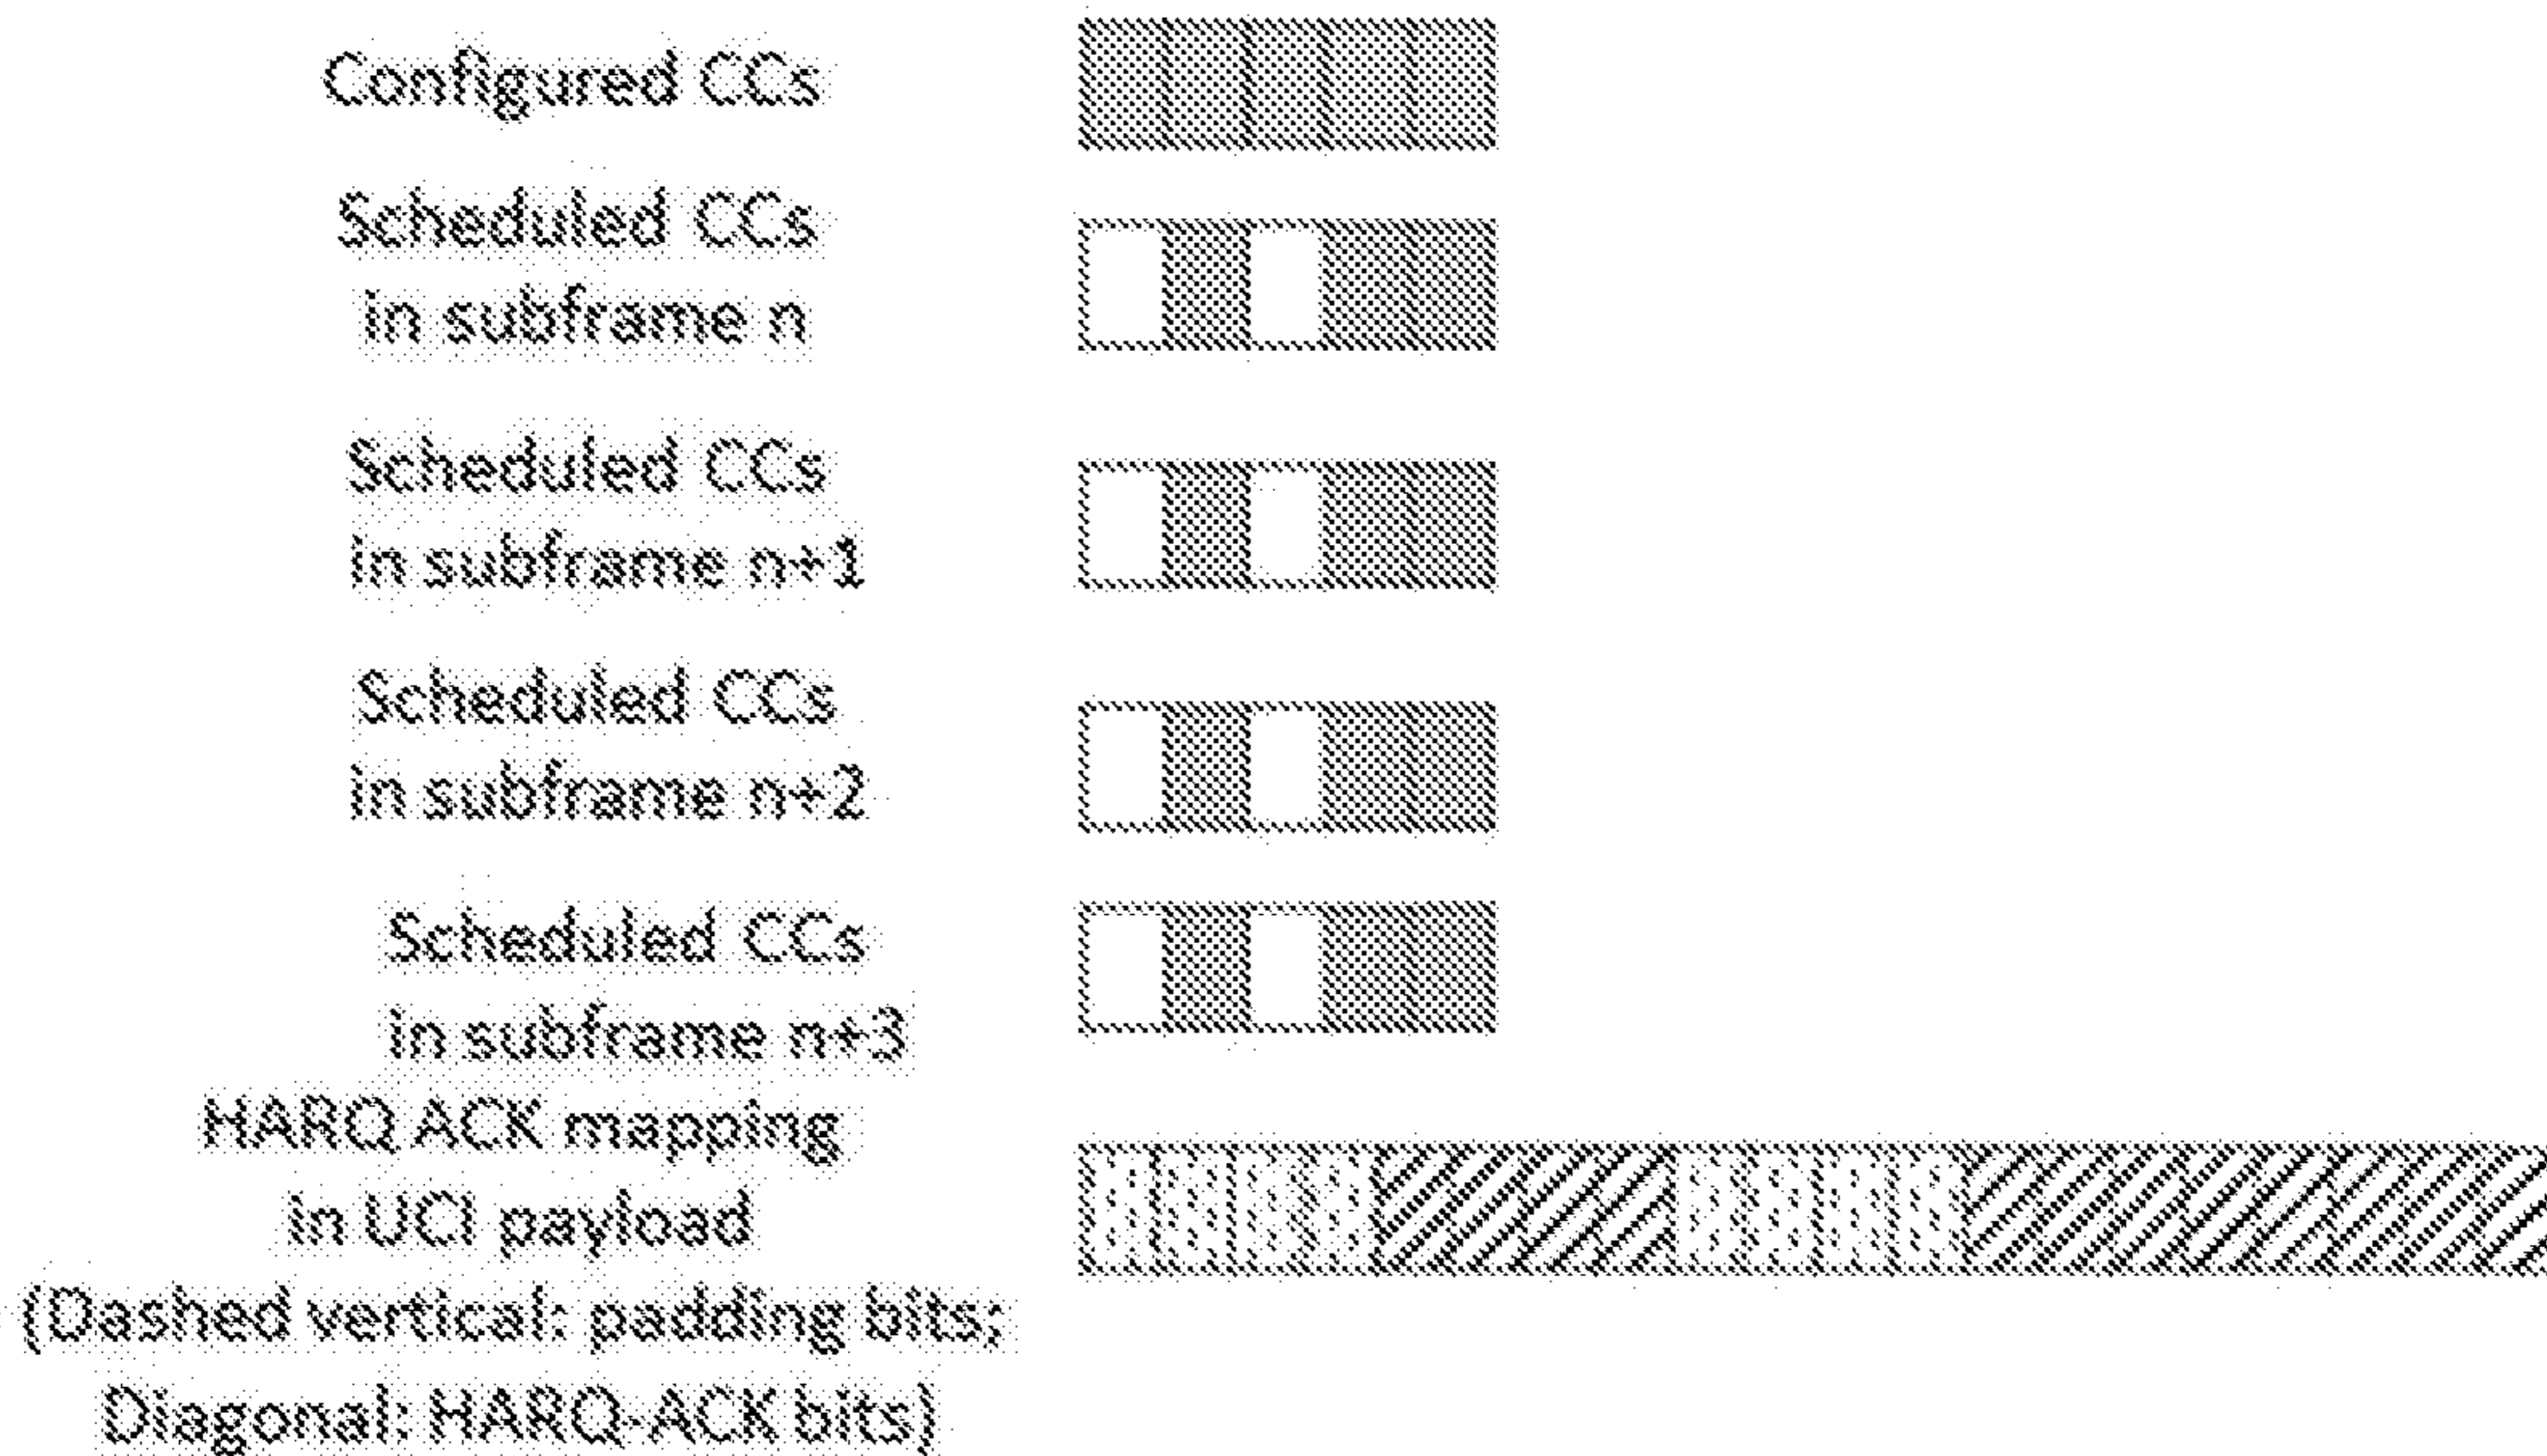 Configured CCs
Scheduled CCs
in subframe n
Scheduled CCs
in subframe n+1
Scheduled CCs
in subframe n+2
Scheduled CCs
in subframe n+3
HARQ ACK mapping
in UCI payload
(Dashed vertical: padding bits;
Diagonal: HARQ-ACK bits)